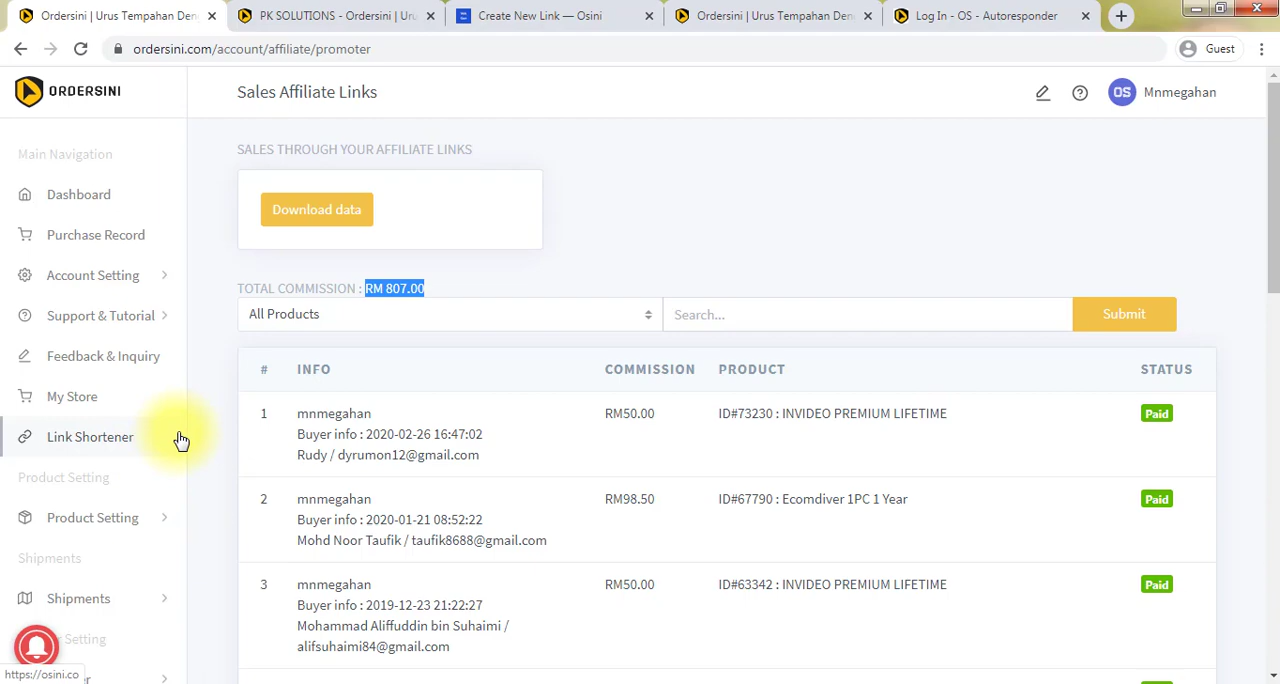 Ordersini | Urus Tempahan Den
PK SOLUTIONS - Ordersini | Uru
Create New Link — Osini
Ordersini | Urus Tempahan Den
Log In - OS - Autoresponder
ordersini.com/account/affiliate/promoter
Guest
ORDERSINI
Sales Affiliate Links
OS
Mnmegahan
Main Navigation
Dashboard
Purchase Record
Account Setting
Support & Tutorial
Feedback & Inquiry
My Store
Link Shortener
Product Setting
Product Setting
Shipments
Shipments
Setting
https://osini.co
SALES THROUGH YOUR AFFILIATE LINKS
Download data
TOTAL COMMISSION : RM 807.00
All Products
Search...
Submit
# INFO COMMISSION PRODUCT STATUS
1 mnmegahan RM50.00 ID#73230 : INVIDEO PREMIUM LIFETIME Paid
Buyer info : 2020-02-26 16:47:02
Rudy / dyrumon12@gmail.com
2 mnmegahan RM98.50 ID#67790 : Ecomdiver 1PC 1 Year Paid
Buyer info : 2020-01-21 08:52:22
Mohd Noor Taufik / taufik8688@gmail.com
3 mnmegahan RM50.00 ID#63342 : INVIDEO PREMIUM LIFETIME Paid
Buyer info : 2019-12-23 21:22:27
Mohammad Aliffuddin bin Suhaimi /
alifsuhaimi84@gmail.com